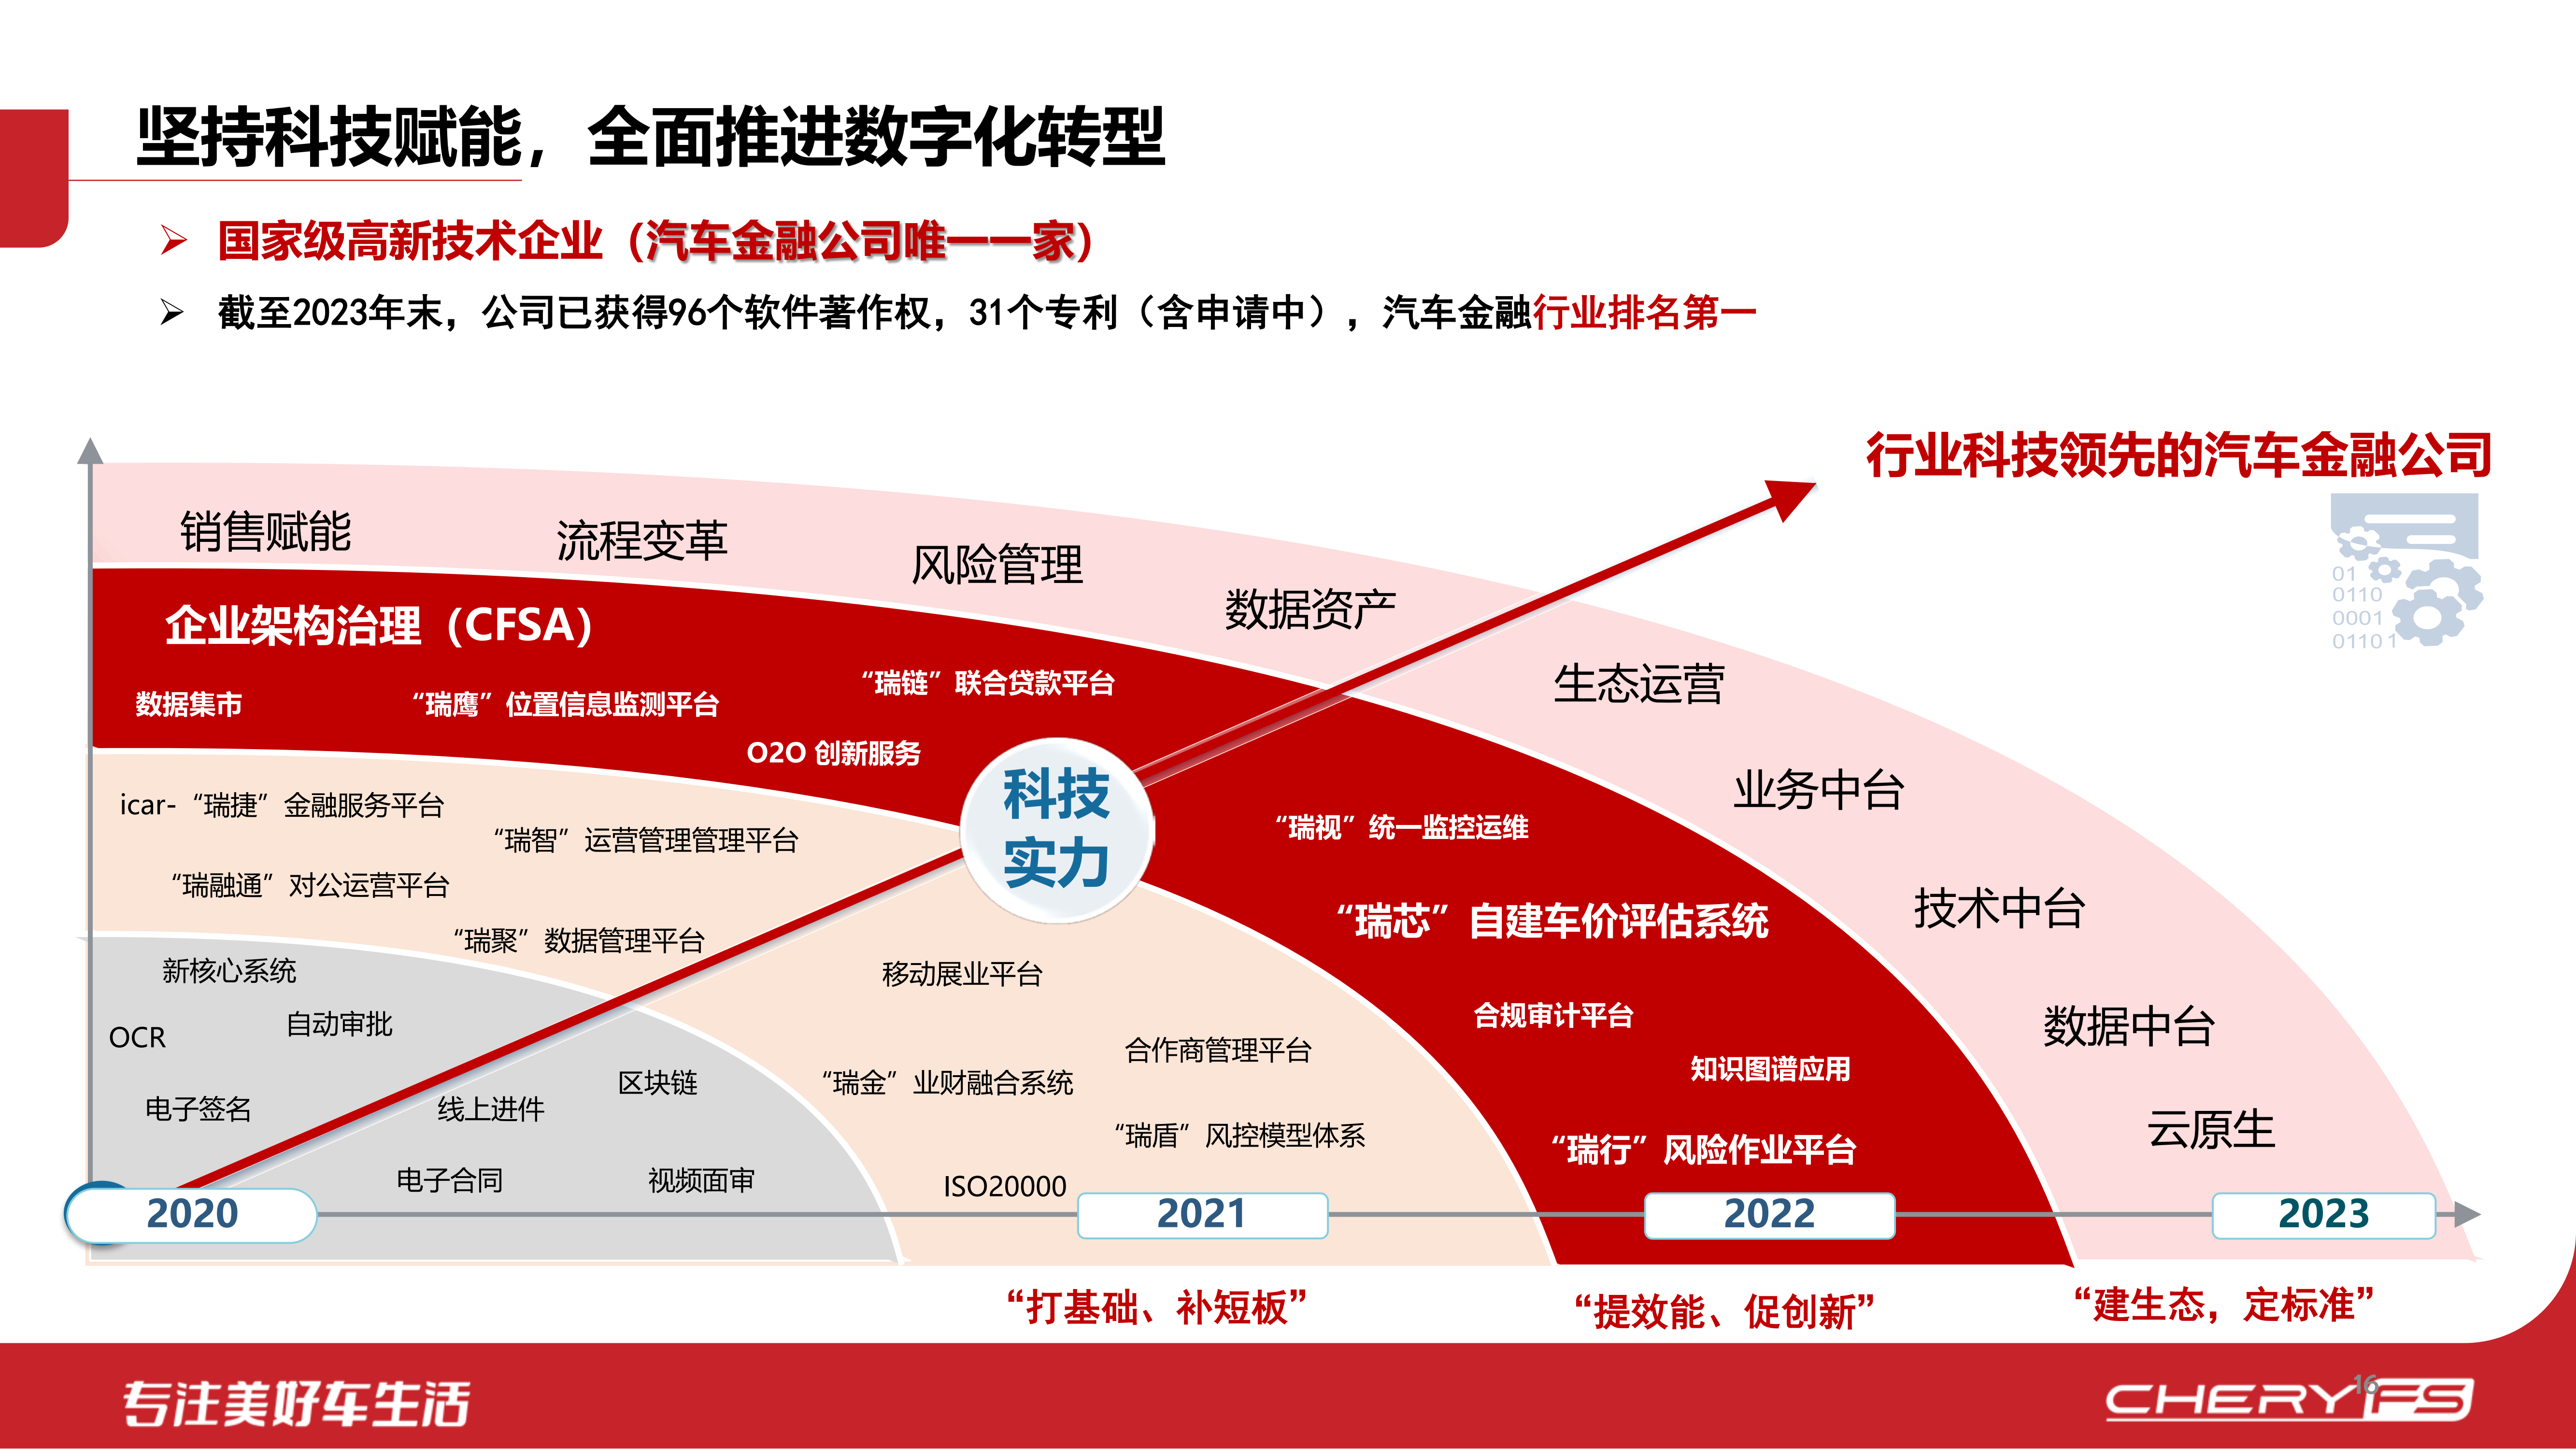 坚持科技赋能，全面推进数字化转型
国家级高新技术企业（汽车金融公司唯一一家）
截至2023年末，公司已获得96个软件著作权，31个专利（含申请中），汽车金融行业排名第一
行业科技领先的汽车金融公司
01
0110
0001
0110 1
销售赋能
流程变革
风险管理
数据资产
生态运营
业务中台
技术中台
数据中台
云原生
企业架构治理（CFSA）
数据集市
“瑞鹰”位置信息监测平台
“瑞链”联合贷款平台
O2O 创新服务
科技
实力
“瑞视”统一监控运维
“瑞芯”自建车价评估系统
合规审计平台
知识图谱应用
“瑞行”风险作业平台
icar-“瑞捷”金融服务平台
“瑞智”运营管理管理平台
“瑞融通”对公运营平台
“瑞聚”数据管理平台
移动展业平台
合作商管理平台
“瑞金”业财融合系统
“瑞盾”风控模型体系
ISO20000
新核心系统
OCR
自动审批
区块链
电子签名
线上进件
电子合同
视频面审
2020
2021
2022
2023
“打基础、补短板”
“提效能、促创新”
“建生态，定标准”
专注美好车生活
16
CHERY FS